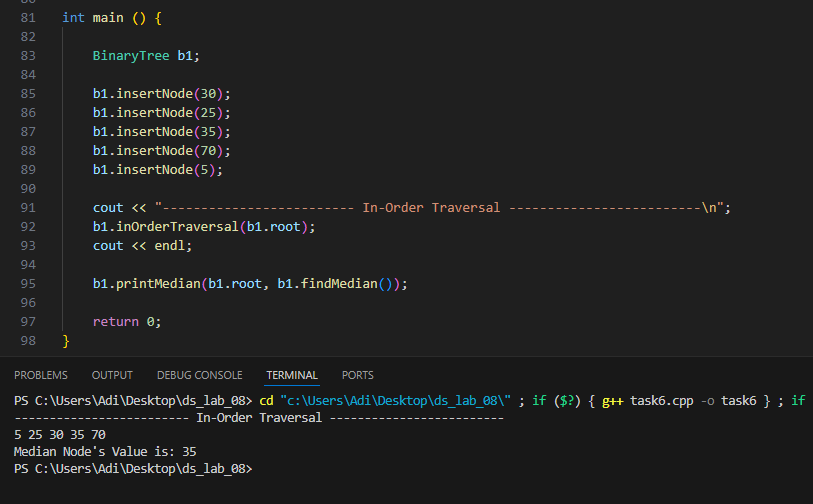 81 int main () {
82
83 BinaryTree b1;
84
85 b1.insertNode(30);
86 b1.insertNode(25);
87 b1.insertNode(35);
88 b1.insertNode(70);
89 b1.insertNode(5);
90
91 cout << "------------------------- In-Order Traversal -------------------------\n";
92 b1.inOrderTraversal(b1.root);
93 cout << endl;
94
95 b1.printMedian(b1.root, b1.findMedian());
96
97 return 0;
98 }
PROBLEMS OUTPUT DEBUG CONSOLE TERMINAL PORTS
PS C:\Users\Adi\Desktop\ds_lab_08> cd "c:\Users\Adi\Desktop\ds_lab_08\" ; if ($?) { g++ task6.cpp -o task6 } ; if
------------------------- In-Order Traversal -------------------------
5 25 30 35 70
Median Node's Value is: 35
PS C:\Users\Adi\Desktop\ds_lab_08>